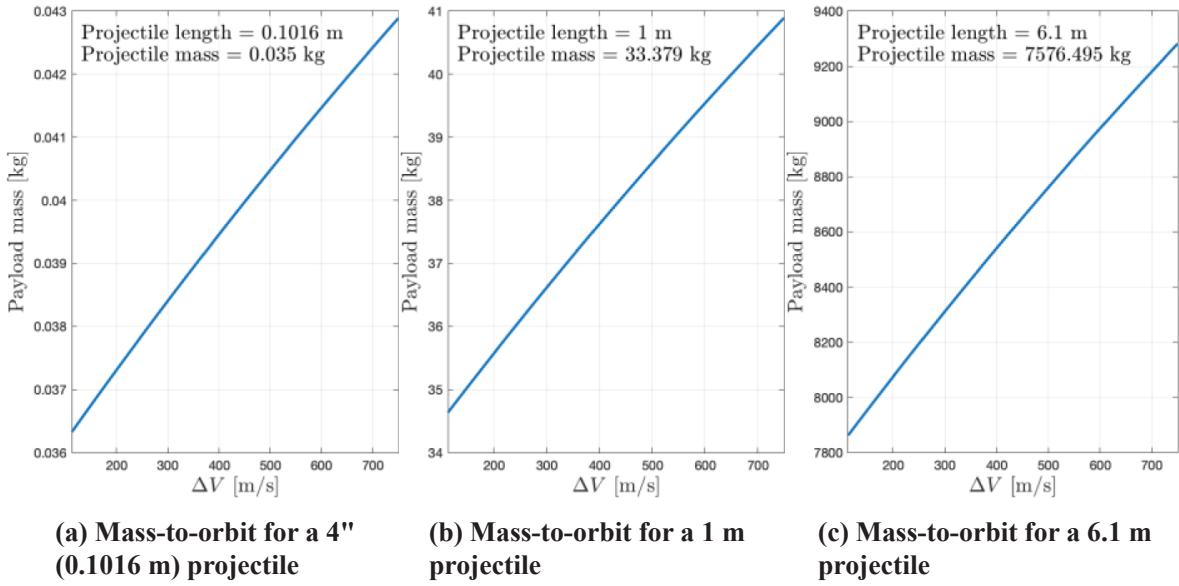 Projectile length = 0.1016 m
Projectile mass = 0.035 kg
0.043
0.042
0.041
0.04
0.039
0.038
0.037
0.036
Payload mass [kg]
200 300 400 500 600 700
ΔV [m/s]
(a) Mass-to-orbit for a 4"
(0.1016 m) projectile
Projectile length = 1 m
Projectile mass = 33.379 kg
41
40
39
38
37
36
35
34
Payload mass [kg]
200 300 400 500 600 700
ΔV [m/s]
(b) Mass-to-orbit for a 1 m
projectile
Projectile length = 6.1 m
Projectile mass = 7576.495 kg
9400
9200
9000
8800
8600
8400
8200
8000
7800
Payload mass [kg]
200 300 400 500 600 700
ΔV [m/s]
(c) Mass-to-orbit for a 6.1 m
projectile